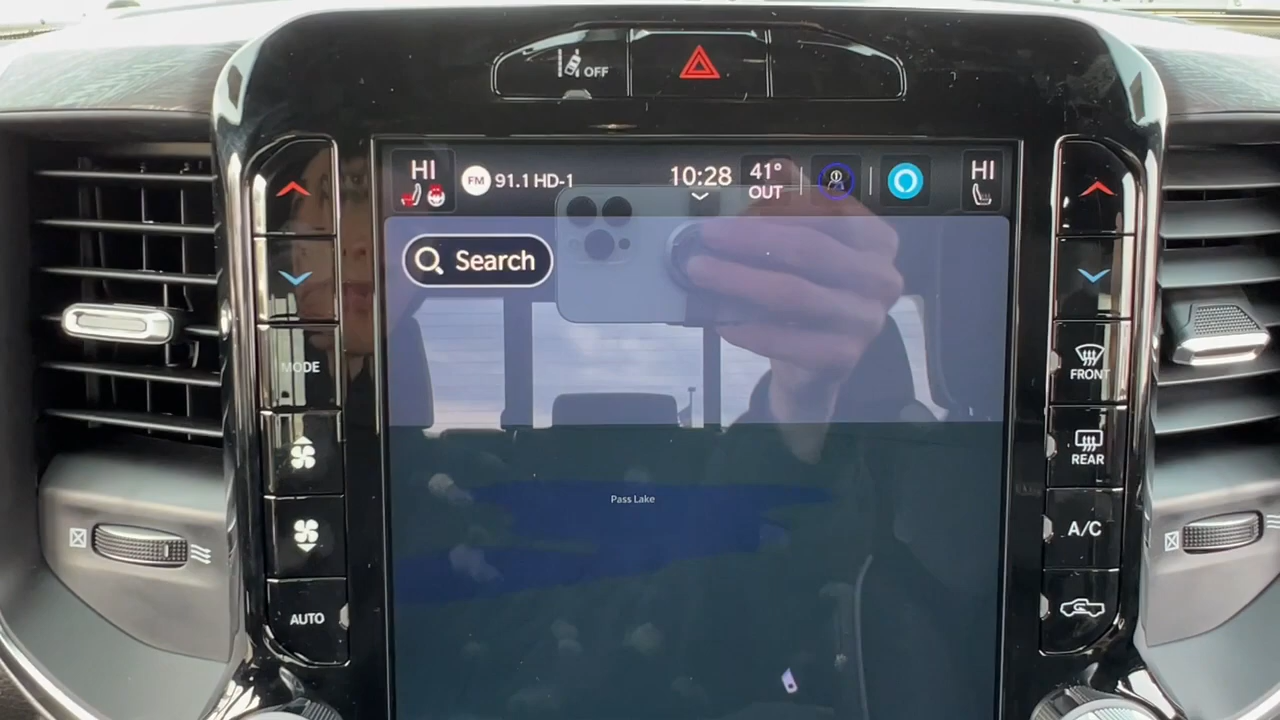 OFF
HI
FM 91.1 HD-1
10:28
41°
OUT
HI
Search
MODE
FRONT
REAR
Pass Lake
A/C
AUTO